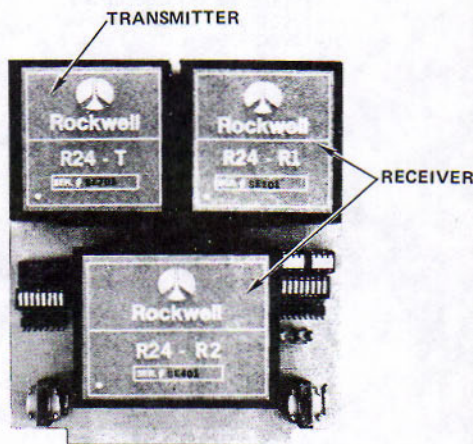 TRANSMITTER
Rockwell
R24 - T
Rockwell
R24 - R1
RECEIVER
Rockwell
R24 - R2